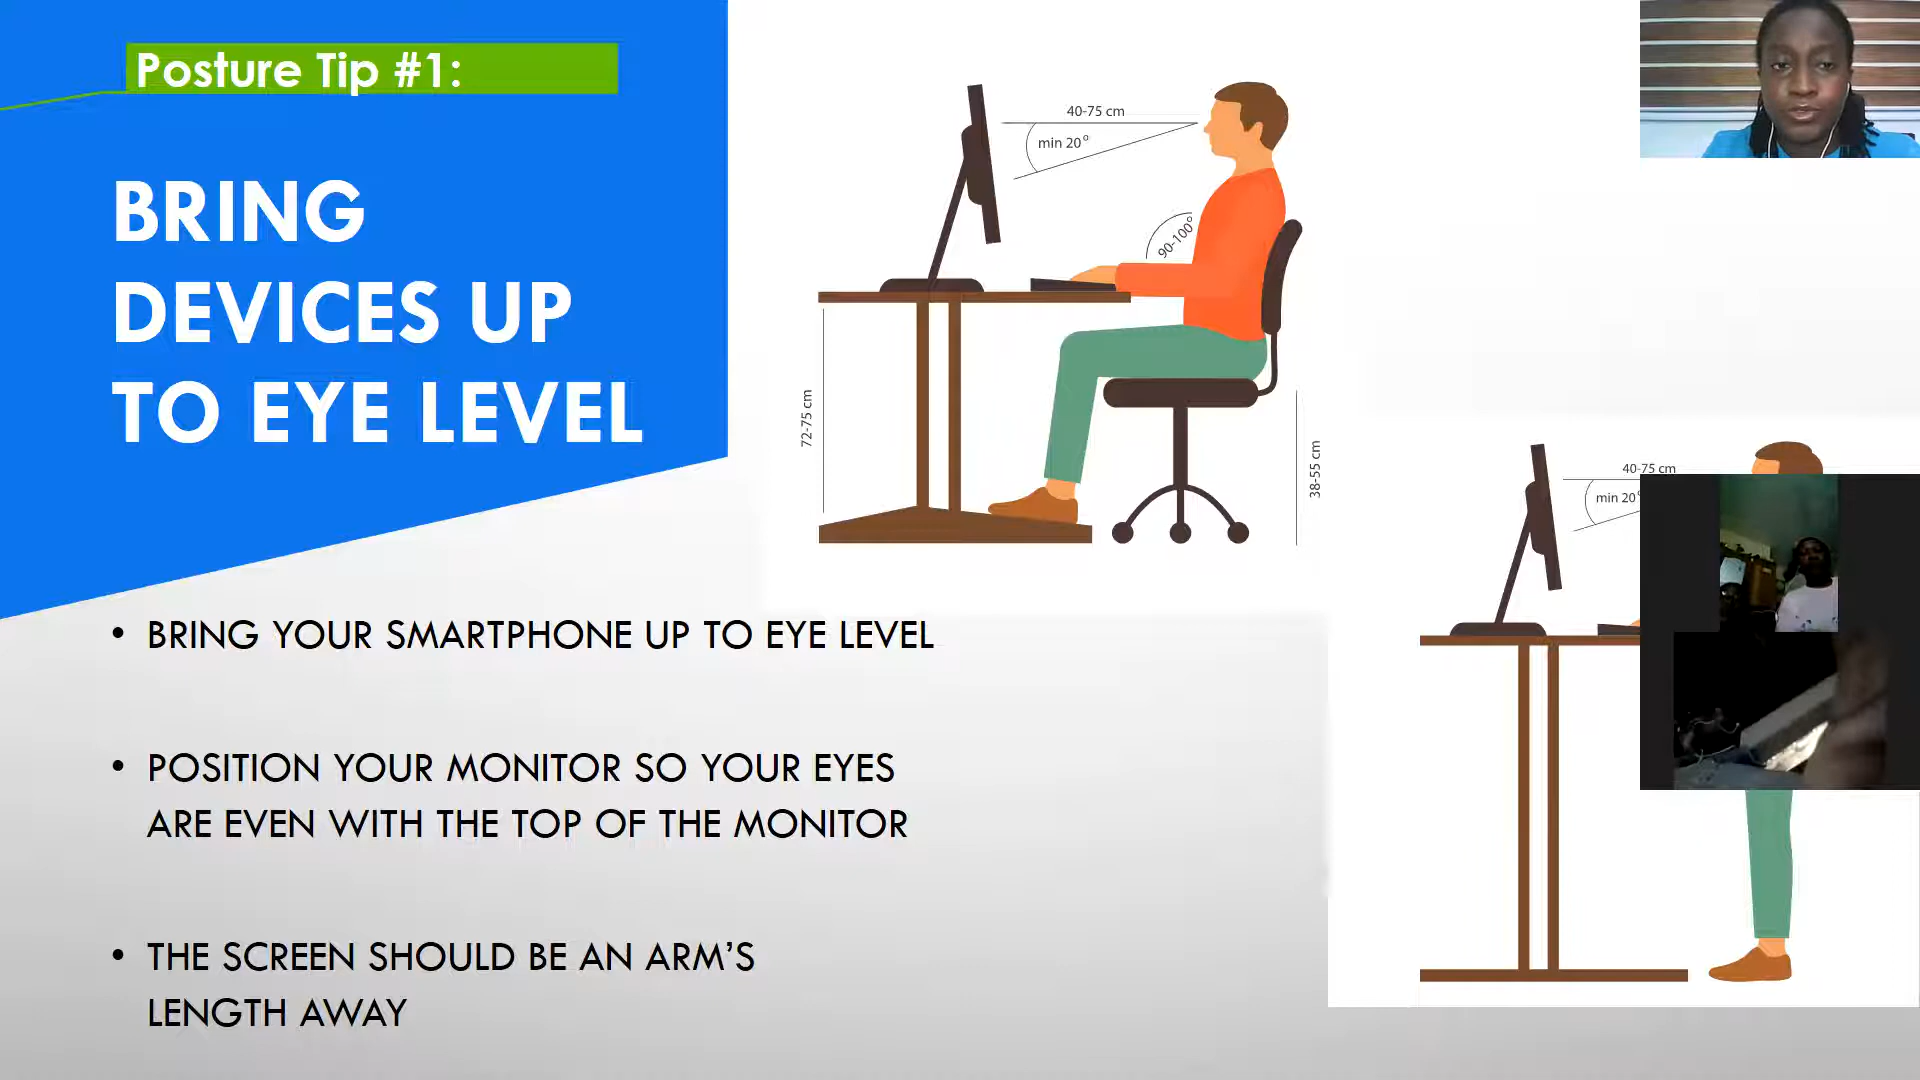 Posture Tip #1:
BRING
DEVICES UP
TO EYE LEVEL
40-75 cm
min 20°
90-100°
72-75 cm
38-55 cm
40-75 cm
min 20°
• BRING YOUR SMARTPHONE UP TO EYE LEVEL
• POSITION YOUR MONITOR SO YOUR EYES
ARE EVEN WITH THE TOP OF THE MONITOR
• THE SCREEN SHOULD BE AN ARM’S
LENGTH AWAY